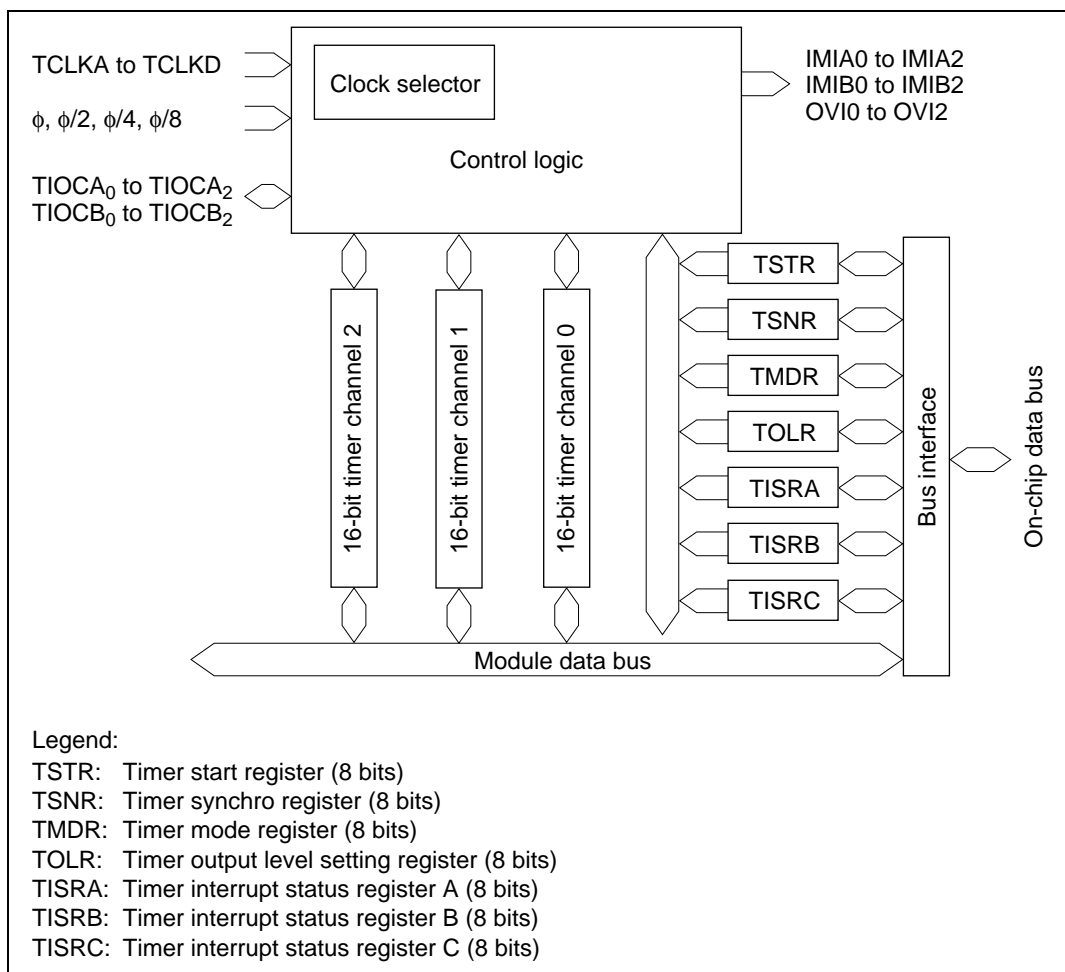 TCLKA to TCLKD
ϕ, ϕ/2, ϕ/4, ϕ/8
TIOCA₀ to TIOCA₂
TIOCB₀ to TIOCB₂
Clock selector
Control logic
IMIA0 to IMIA2
IMIB0 to IMIB2
OVI0 to OVI2
16-bit timer channel 2
16-bit timer channel 1
16-bit timer channel 0
TSTR
TSNR
TMDR
TOLR
TISRA
TISRB
TISRC
Bus interface
On-chip data bus
Module data bus
Legend:
TSTR: Timer start register (8 bits)
TSNR: Timer synchro register (8 bits)
TMDR: Timer mode register (8 bits)
TOLR: Timer output level setting register (8 bits)
TISRA: Timer interrupt status register A (8 bits)
TISRB: Timer interrupt status register B (8 bits)
TISRC: Timer interrupt status register C (8 bits)